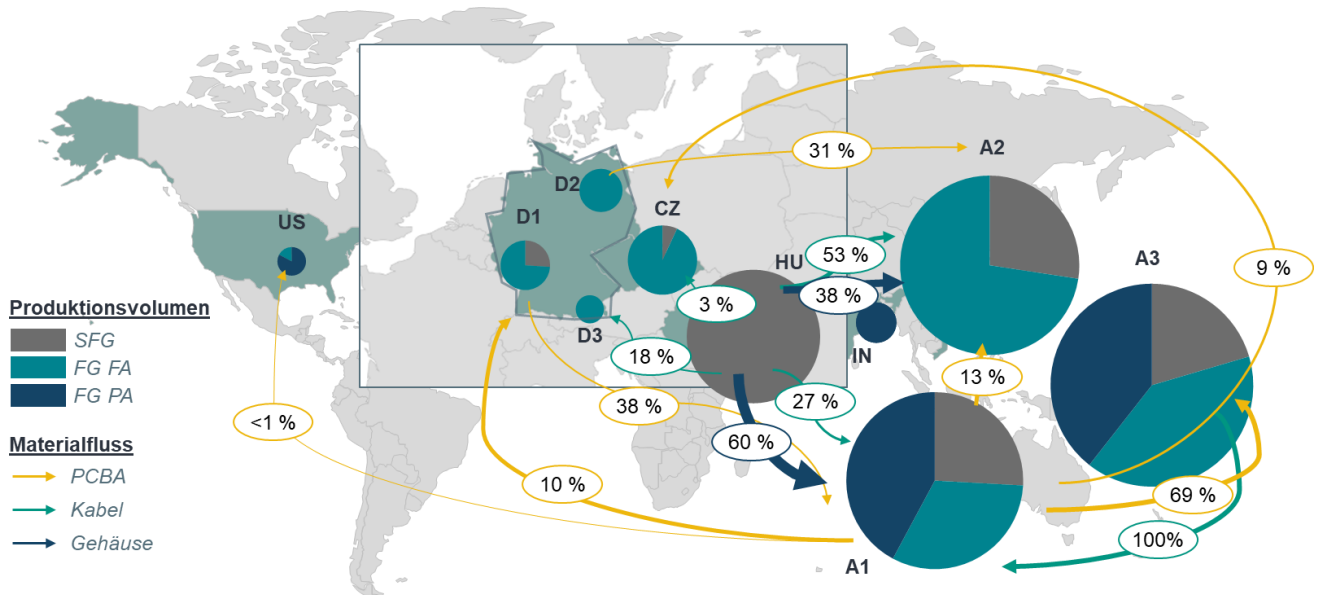 31 %
A2
D2
CZ
D1
US
HU
53 %
A3
9 %
38 %
3 %
Produktionsvolumen
SFG
FG FA
FG PA
D3
IN
18 %
13 %
27 %
<1 %
38 %
60 %
Materialfluss
PCBA
Kabel
Gehäuse
10 %
69 %
100%
A1